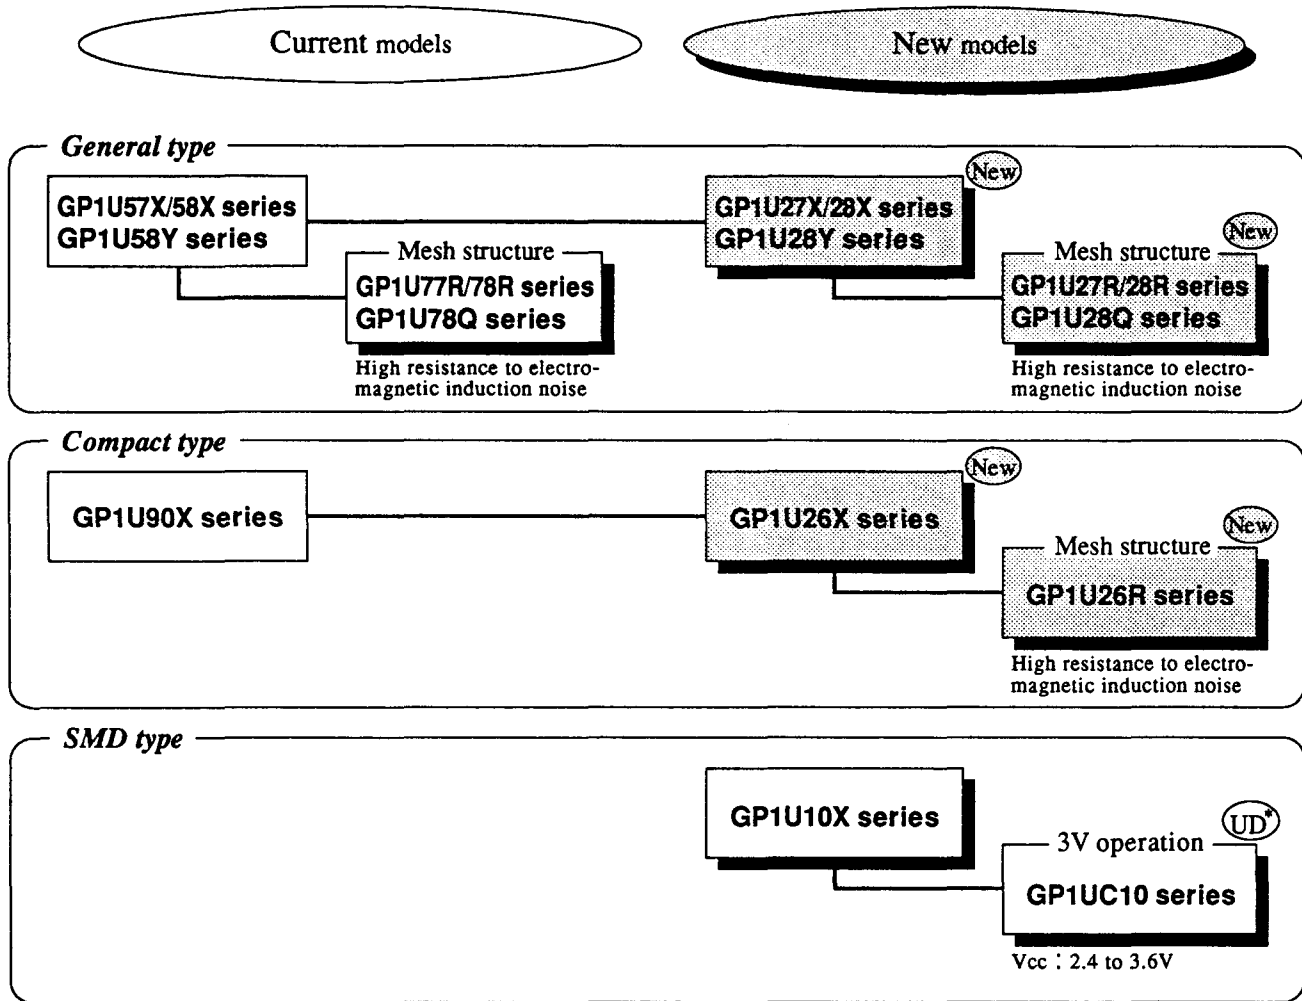 Current models
New models
General type
GP1U57X/58X series
GP1U58Y series
Mesh structure
GP1U77R/78R series
GP1U78Q series
High resistance to electro-
magnetic induction noise
New
GP1U27X/28X series
GP1U28Y series
New
Mesh structure
GP1U27R/28R series
GP1U28Q series
High resistance to electro-
magnetic induction noise
Compact type
GP1U90X series
New
GP1U26X series
New
Mesh structure
GP1U26R series
High resistance to electro-
magnetic induction noise
SMD type
GP1U10X series
UD*
3V operation
GP1UC10 series
Vcc : 2.4 to 3.6V